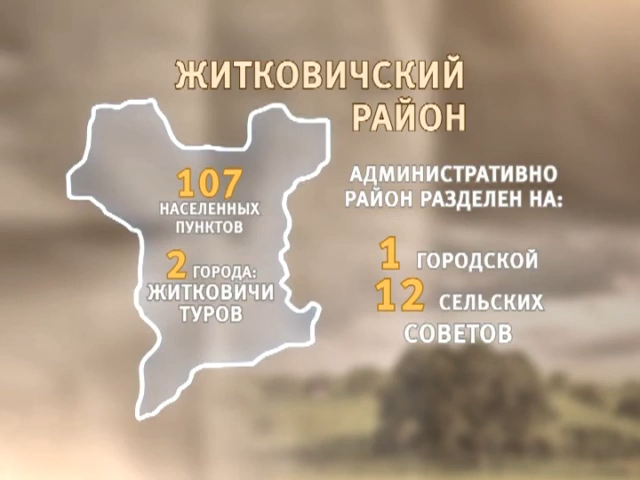 ЖИТКОВИЧСКИЙ
РАЙОН
107
НАСЕЛЕННЫХ
ПУНКТОВ
2 ГОРОДА:
ЖИТКОВИЧИ
ТУРОВ
АДМИНИСТРАТИВНО
РАЙОН РАЗДЕЛЕН НА:
1 ГОРОДСКОЙ
12 СЕЛЬСКИХ
СОВЕТОВ